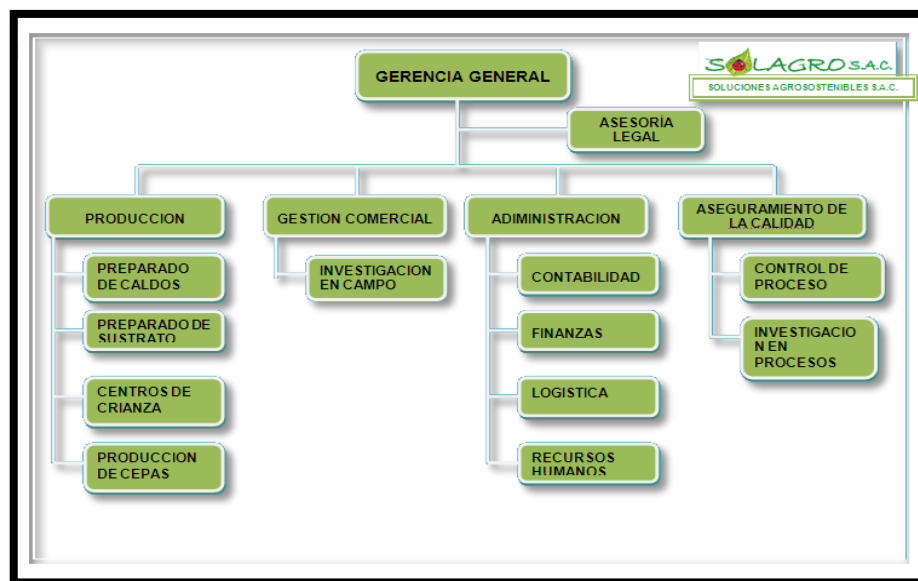 GERENCIA GENERAL
SOLAGRO S.A.C.
SOLUCIONES AGROSOSTENIBLES S.A.C.
ASESORÍA
LEGAL
PRODUCCION
PREPARADO
DE CALDOS
PREPARADO DE
SUSTRATO
CENTROS DE
CRIANZA
PRODUCCION
DE CEPAS
GESTION COMERCIAL
INVESTIGACION
EN CAMPO
ADIMINISTRACION
CONTABILIDAD
FINANZAS
LOGISTICA
RECURSOS
HUMANOS
ASEGURAMIENTO DE
LA CALIDAD
CONTROL DE
PROCESO
INVESTIGACIO
N EN
PROCESOS